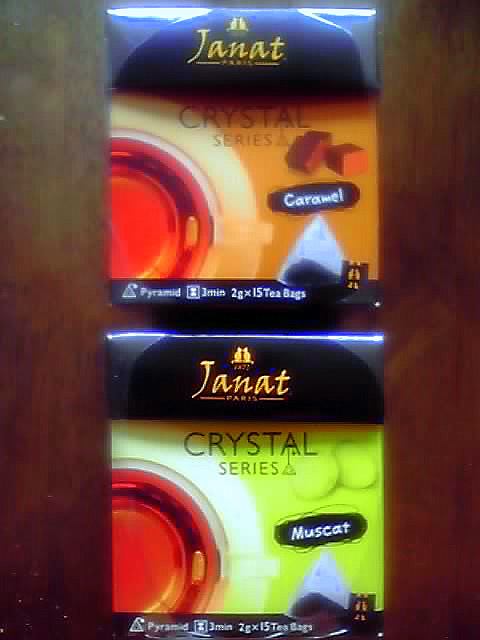 Janat
PARIS
CRYSTAL
SERIES
Caramel
Pyramid 3min 2g×15 Tea Bags
1872
Janat
PARIS
CRYSTAL
SERIES
Muscat
Pyramid 3min 2g×15 Tea Bags